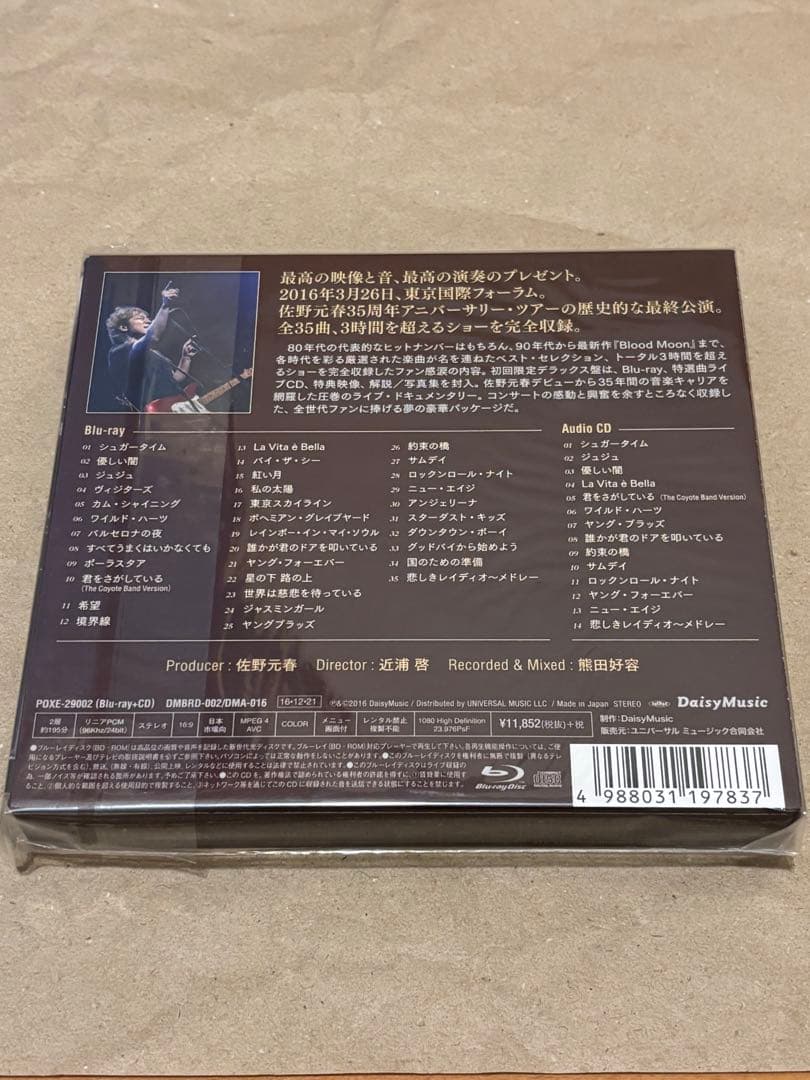 最高の映像と音、最高の演奏のプレゼント。
2016年3月26日、東京国際フォーラム。
佐野元春35周年アニバーサリー・ツアーの歴史的な最終公演。
全35曲、3時間を超えるショーを完全収録。
80年代の代表的なヒットナンバーはもちろん、90年代から最新作『Blood Moon』まで、
各時代を彩る厳選された楽曲が名を連ねたベスト・セレクション、トータル3時間を超え
るショーを完全収録したファン感涙の内容。初回限定デラックス盤は、Blu-ray、特選曲ライ
ブCD、特典映像、解説／写真集を封入。佐野元春デビューから35年間の音楽キャリアを
網羅した圧巻のライブ・ドキュメンタリー。コンサートの感動と興奮を余すところなく収録し
た、全世代ファンに捧げる夢の豪華パッケージだ。
Blu-ray
01 シュガータイム
02 優しい闇
03 ジュジュ
04 ヴィジターズ
05 カム・シャイニング
06 ワイルド・ハーツ
07 バルセロナの夜
08 すべてうまくはいかなくても
09 ポーラスタア
10 君をさがしている
(The Coyote Band Version)
11 希望
12 境界線
13 La Vita è Bella
14 バイ・ザ・シー
15 紅い月
16 私の太陽
17 東京スカイライン
18 ボヘミアン・グレイブヤード
19 レインボー・イン・マイ・ソウル
20 誰かが君のドアを叩いている
21 ヤング・フォーエバー
22 星の下 路の上
23 世界は慈悲を待っている
24 ジャスミンガール
25 ヤングブラッズ
26 約束の橋
27 サムデイ
28 ロックンロール・ナイト
29 ニュー・エイジ
30 アンジェリーナ
31 スターダスト・キッズ
32 ダウンタウン・ボーイ
33 グッドバイから始めよう
34 国のための準備
35 悲しきレイディオ〜メドレー
Audio CD
01 シュガータイム
02 ジュジュ
03 優しい闇
04 La Vita è Bella
05 君をさがしている (The Coyote Band Version)
06 ワイルド・ハーツ
07 ヤング・ブラッズ
08 誰かが君のドアを叩いている
09 約束の橋
10 サムデイ
11 ロックンロール・ナイト
12 ヤング・フォーエバー
13 ニュー・エイジ
14 悲しきレイディオ〜メドレー
Producer : 佐野元春 Director : 近浦 啓 Recorded & Mixed : 熊田好容
POXE-29002 (Blu-ray+CD) DMBRD-002/DMA-016 16・12・21 ℗&©2016 DaisyMusic / Distributed by UNIVERSAL MUSIC LLC / Made in Japan STEREO DaisyMusic
2層
約195分
リニアPCM
(96Khz/24bit)
ステレオ
16:9
日本
市場向
MPEG 4
AVC
COLOR
メニュー
画面付
レンタル禁止
複製不能
1080 High Definition
23.976PsF
¥11,852(税抜)+税
制作:DaisyMusic
販売元:ユニバーサル ミュージック合同会社
Blu-ray Disc
COMPACT
disc
DIGITAL AUDIO
4 988031 197837